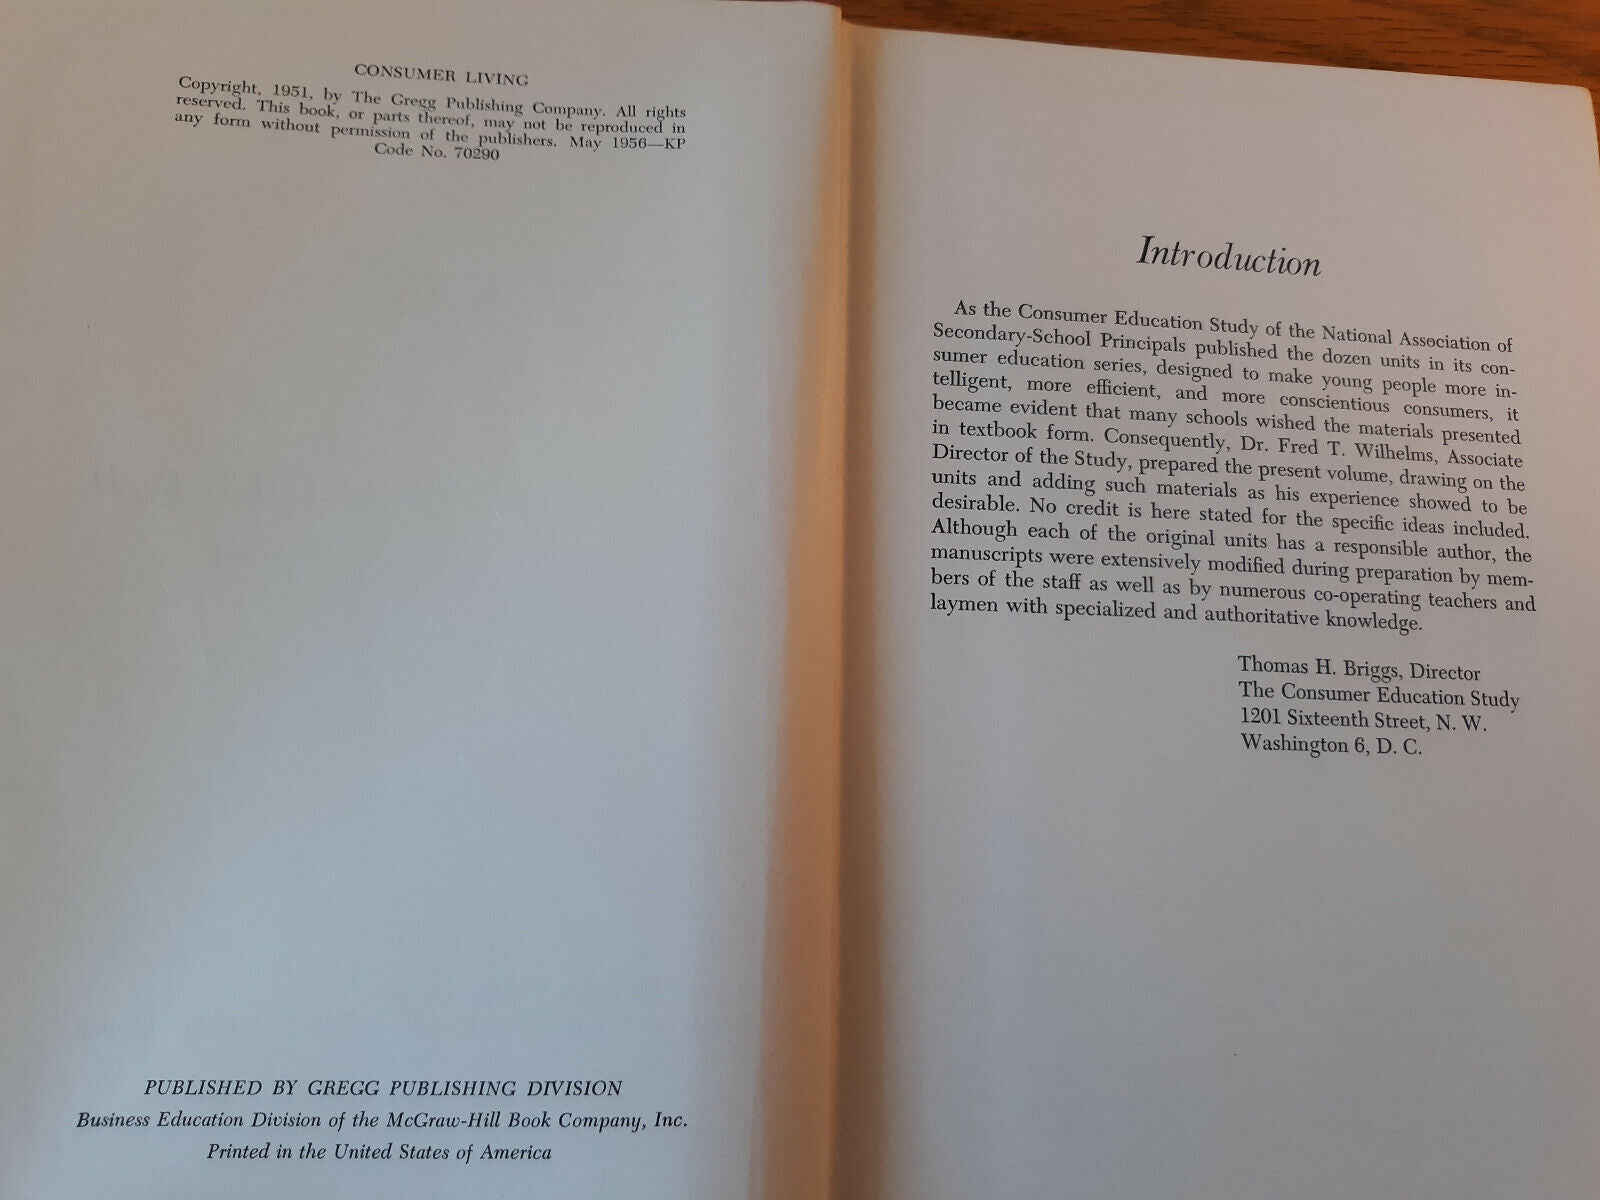 CONSUMER LIVING
Copyright, 1951, by The Gregg Publishing Company. All rights
reserved. This book, or parts thereof, may not be reproduced in
any form without permission of the publishers. May 1956—KP
Code No. 70290
PUBLISHED BY GREGG PUBLISHING DIVISION
Business Education Division of the McGraw-Hill Book Company, Inc.
Printed in the United States of America
Introduction
As the Consumer Education Study of the National Association of
Secondary-School Principals published the dozen units in its con-
sumer education series, designed to make young people more in-
telligent, more efficient, and more conscientious consumers, it
became evident that many schools wished the materials presented
in textbook form. Consequently, Dr. Fred T. Wilhelms, Associate
Director of the Study, prepared the present volume, drawing on the
units and adding such materials as his experience showed to be
desirable. No credit is here stated for the specific ideas included.
Although each of the original units has a responsible author, the
manuscripts were extensively modified during preparation by mem-
bers of the staff as well as by numerous co-operating teachers and
laymen with specialized and authoritative knowledge.
Thomas H. Briggs, Director
The Consumer Education Study
1201 Sixteenth Street, N. W.
Washington 6, D. C.